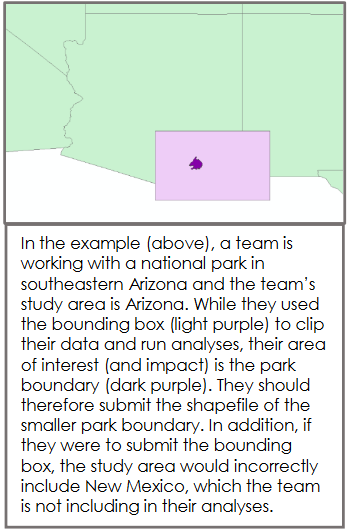 In the example (above), a team is
working with a national park in
southeastern Arizona and the team's
study area is Arizona. While they used
the bounding box (light purple) to clip
their data and run analyses, their area
of interest (and impact) is the park
boundary (dark purple). They should
therefore submit the shapefile of the
smaller park boundary. In addition, if
they were to submit the bounding
box, the study area would incorrectly
include New Mexico, which the team
is not including in their analyses.